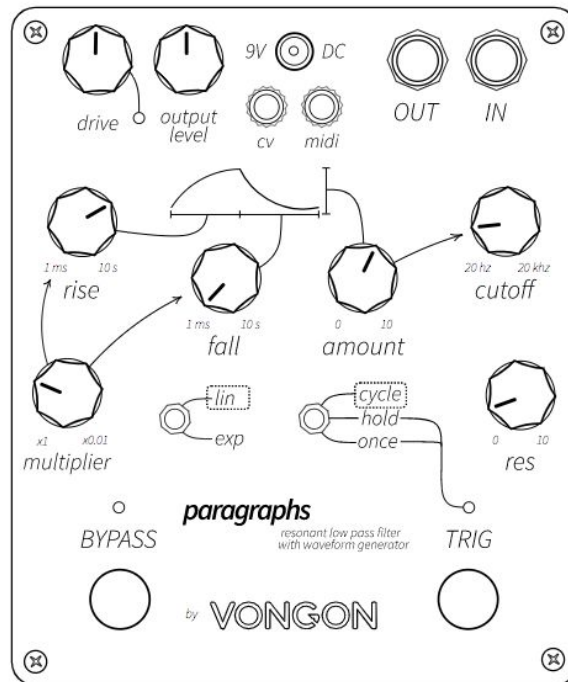 9V DC
OUT IN
drive
output
level
cv midi
1 ms 10 s
rise
20 hz 20 khz
cutoff
1 ms 10 s
fall
0 10
amount
lin
exp
cycle
hold
once
x1 x0.01
multiplier
0 10
res
paragraphs
resonant low pass filter
with waveform generator
BYPASS
TRIG
by VONGON